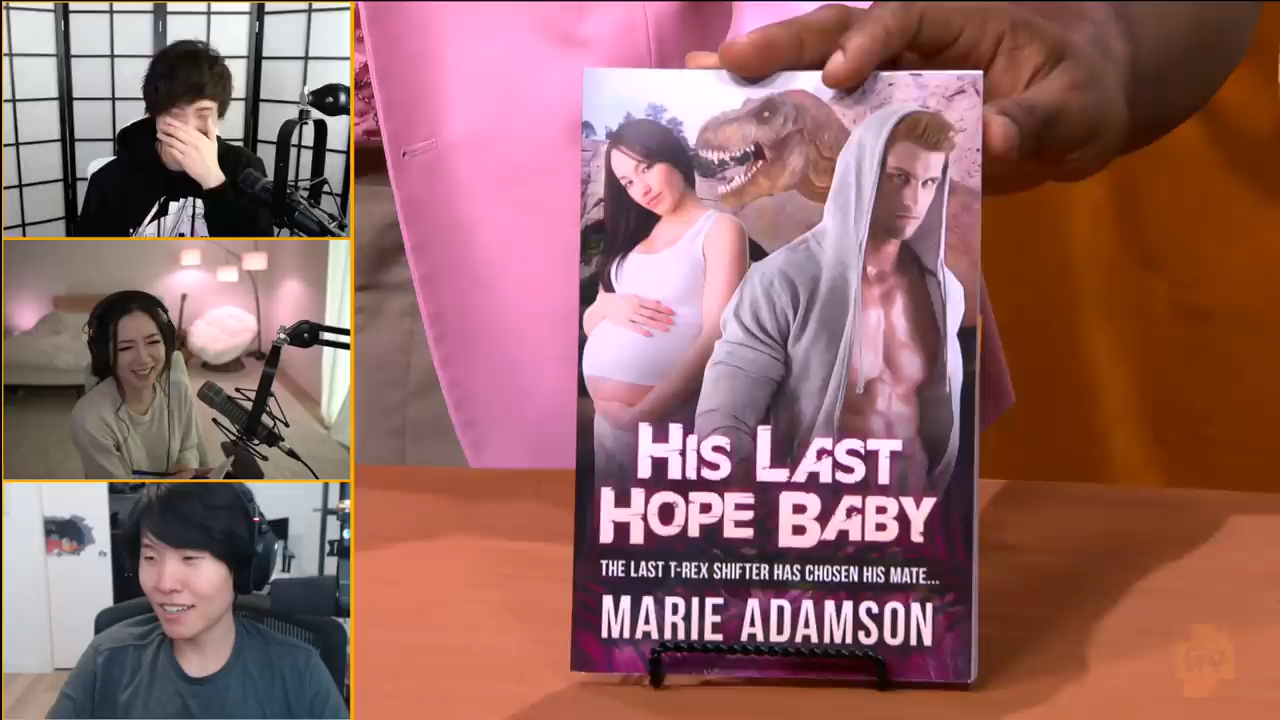 HIS LAST
HOPE BABY
THE LAST T-REX SHIFTER HAS CHOSEN HIS MATE...
MARIE ADAMSON